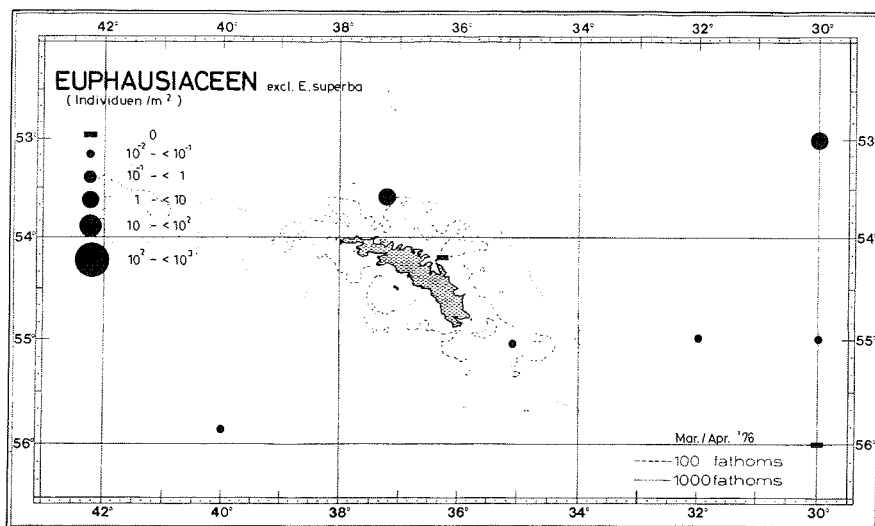 42° 40° 38° 36° 34° 32° 30°
EUPHAUSIACEEN excl. E. superba
( Individuen /m² )
0
10⁻² - < 10⁻¹
10⁻¹ - < 1
1 - < 10
10 - < 10²
10² - < 10³
53° 53°
54° 54°
55° 55°
56° 56°
Mar. / Apr. '76
100 fathoms
1000 fathoms
42° 40° 38° 36° 34° 32° 30°